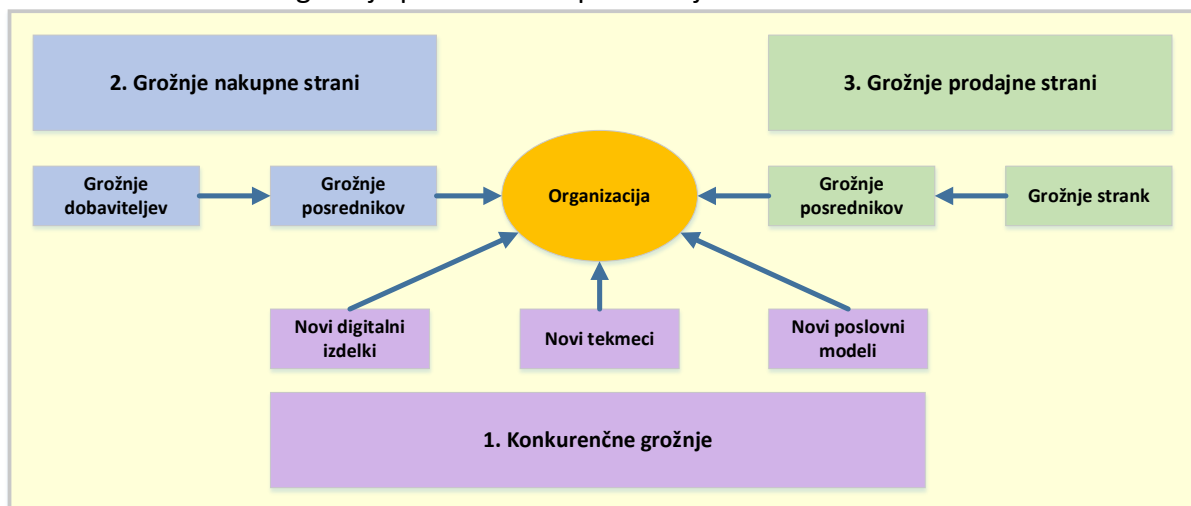 2. Grožnje nakupne strani
3. Grožnje prodajne strani
Grožnje
dobaviteljev
Grožnje
posrednikov
Organizacija
Grožnje
posrednikov
Grožnje strank
Novi digitalni
izdelki
Novi tekmeci
Novi poslovni
modeli
1. Konkurenčne grožnje